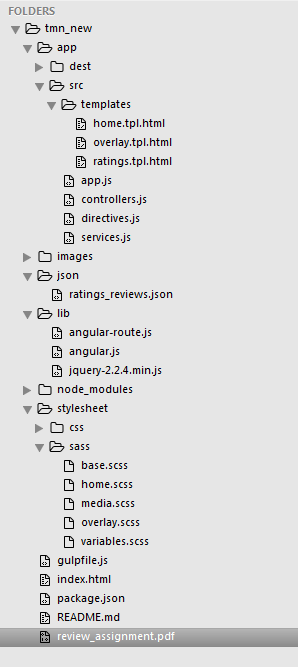 FOLDERS
tmn_new
app
dest
src
templates
home.tpl.html
overlay.tpl.html
ratings.tpl.html
app.js
controllers.js
directives.js
services.js
images
json
ratings_reviews.json
lib
angular-route.js
angular.js
jquery-2.2.4.min.js
node_modules
stylesheet
css
sass
base.scss
home.scss
media.scss
overlay.scss
variables.scss
gulpfile.js
index.html
package.json
README.md
review_assignment.pdf